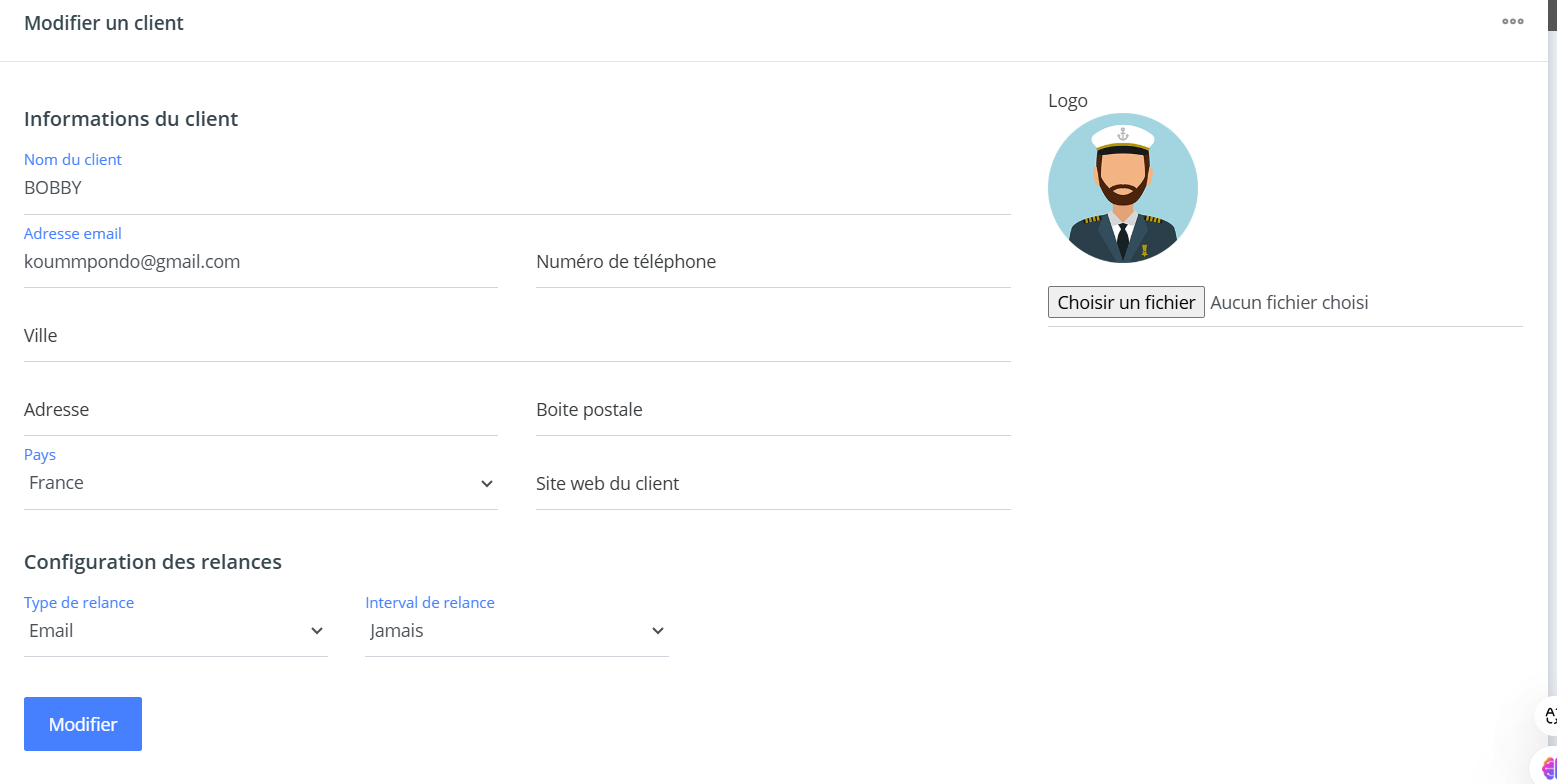 Modifier un client
Informations du client
Nom du client
BOBBY
Adresse email
koummpondo@gmail.com
Numéro de téléphone
Ville
Adresse
Boite postale
Pays
France
Site web du client
Configuration des relances
Type de relance
Email
Interval de relance
Jamais
Modifier
Logo
Choisir un fichier Aucun fichier choisi